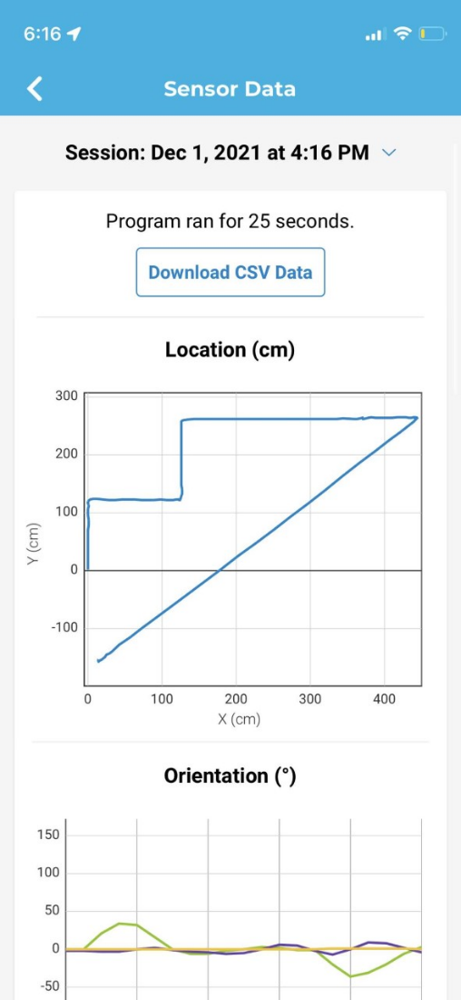 6:16
Sensor Data
Session: Dec 1, 2021 at 4:16 PM
Program ran for 25 seconds.
Download CSV Data
Location (cm)
300
200
100
0
-100
Y (cm)
0 100 200 300 400
X (cm)
Orientation (°)
150
100
50
0
-50